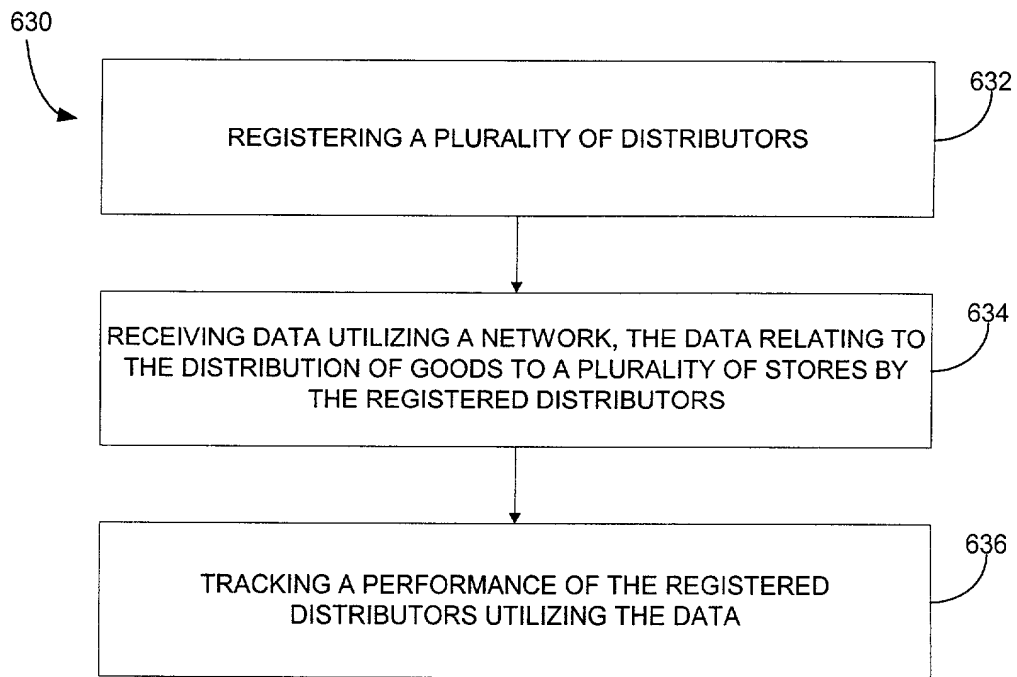 630
632
REGISTERING A PLURALITY OF DISTRIBUTORS
634
RECEIVING DATA UTILIZING A NETWORK, THE DATA RELATING TO
THE DISTRIBUTION OF GOODS TO A PLURALITY OF STORES BY
THE REGISTERED DISTRIBUTORS
636
TRACKING A PERFORMANCE OF THE REGISTERED
DISTRIBUTORS UTILIZING THE DATA